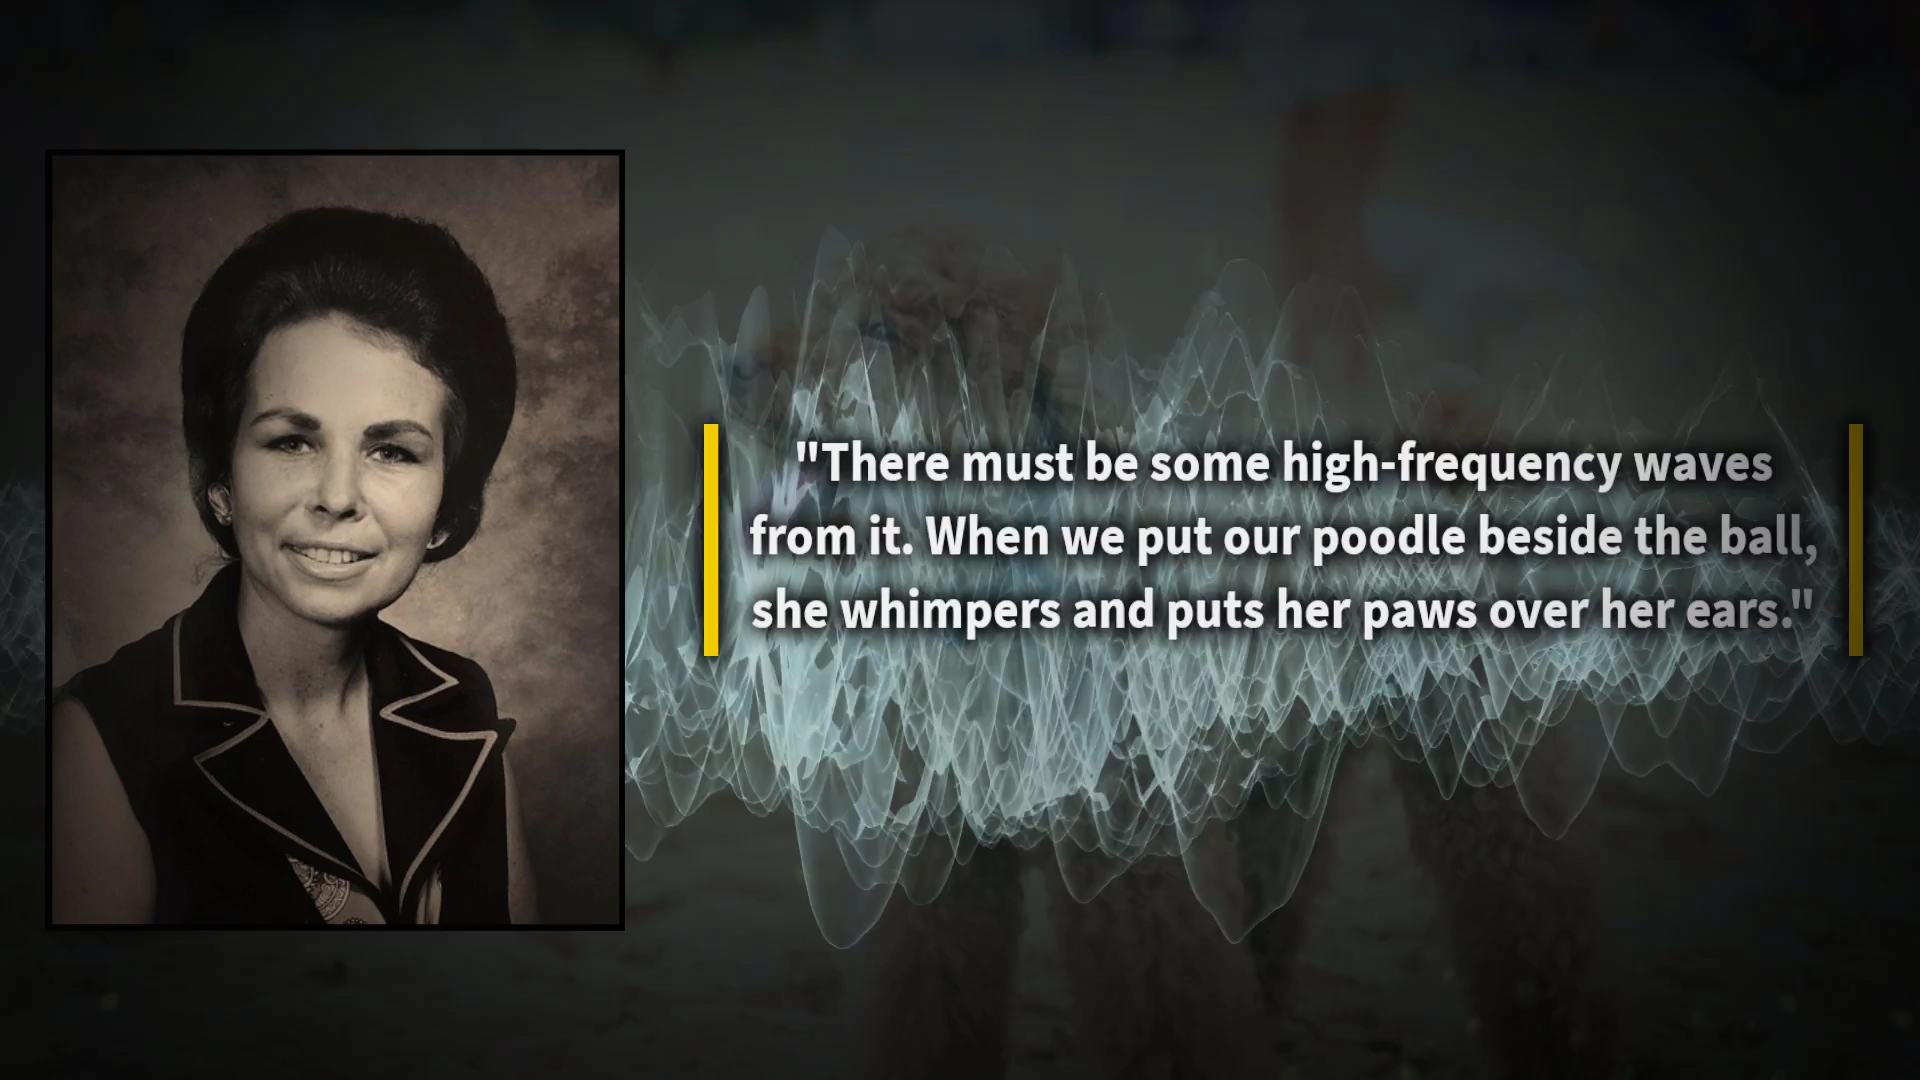 "There must be some high-frequency waves
from it. When we put our poodle beside the ball,
she whimpers and puts her paws over her ears."